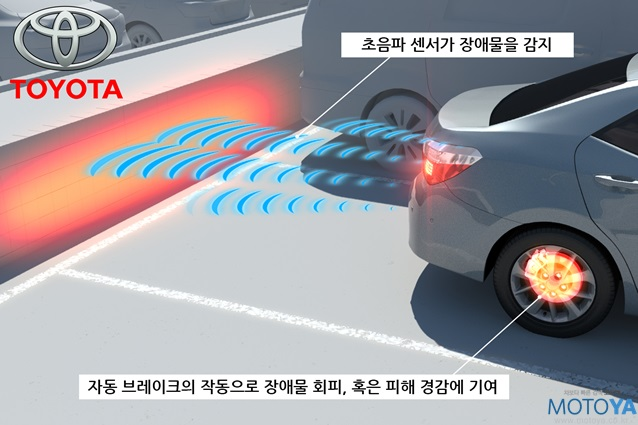 TOYOTA
초음파 센서가 장애물을 감지
자동 브레이크의 작동으로 장애물 회피, 혹은 피해 경감에 기여
MOTOYA